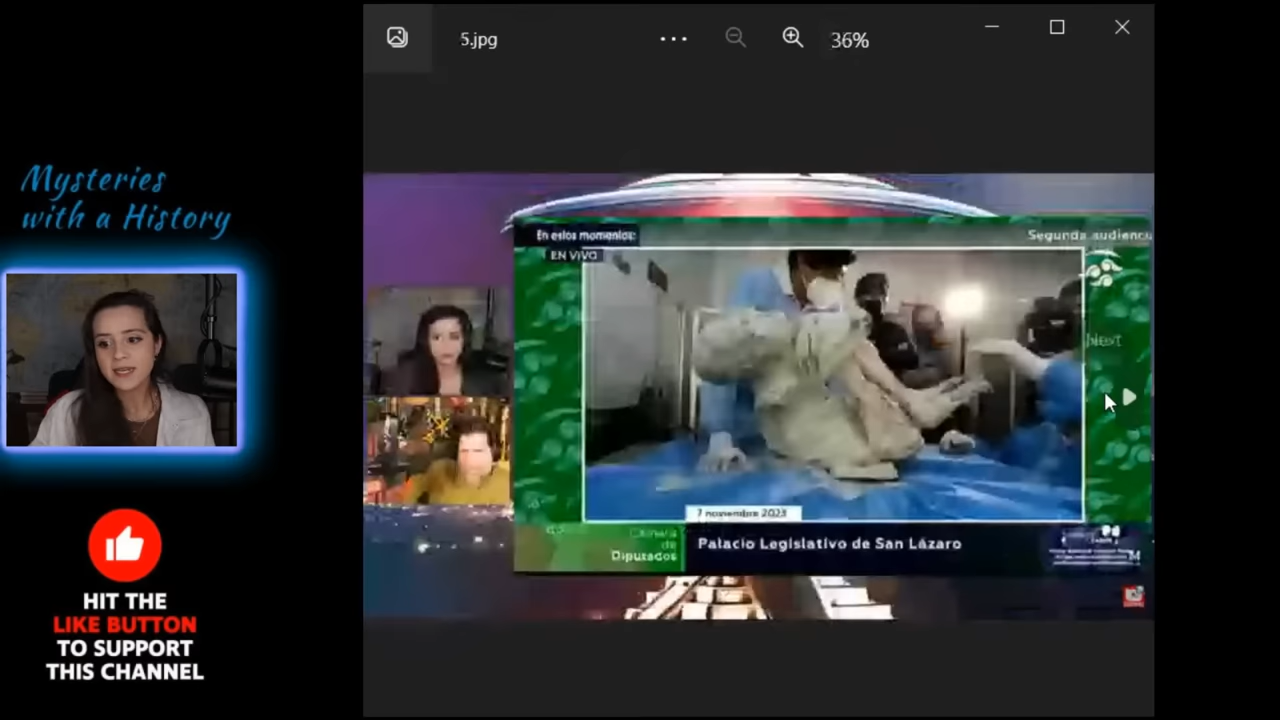 5.jpg
36%
Mysteries
with a History
En estos momentos:
Segunda audienci
EN VIVO
Next
7 noviembre 2023
Cámara
de
Diputados
Palacio Legislativo de San Lázaro
HIT THE
LIKE BUTTON
TO SUPPORT
THIS CHANNEL